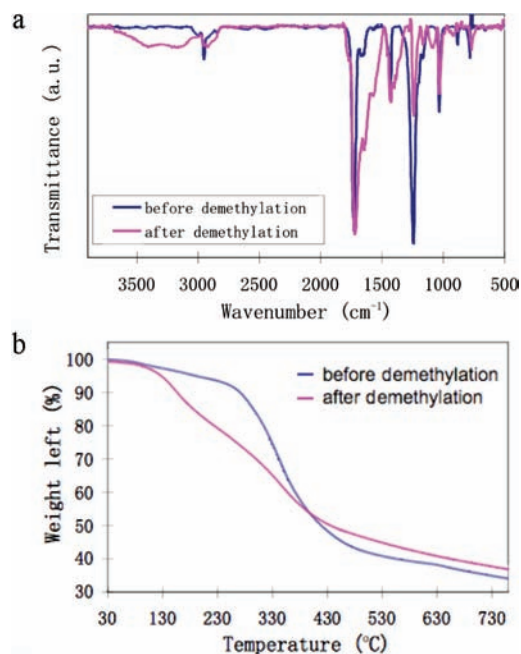 a
Transmittance (a.u.)
before demethylation
after demethylation
3500 3000 2500 2000 1500 1000 500
Wavenumber (cm⁻¹)
b
100
90
80
70
60
50
40
30
Weight left (%)
before demethylation
after demethylation
30 130 230 330 430 530 630 730
Temperature (ºC)